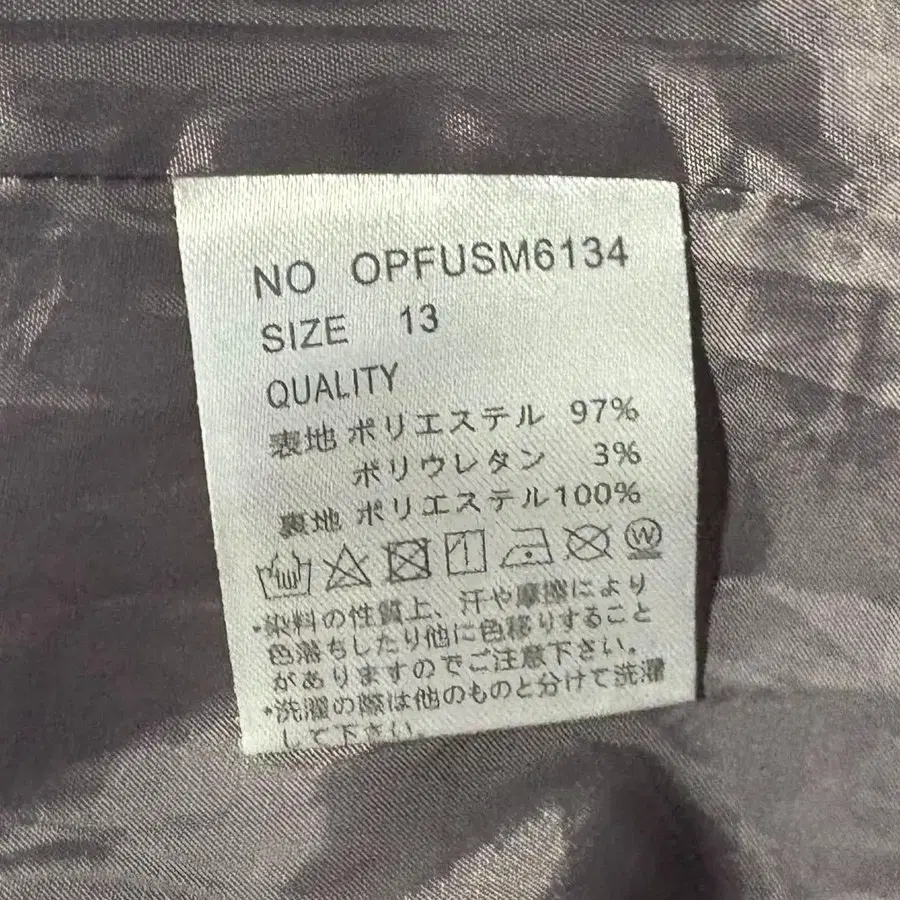 NO OPFUSM6134
SIZE 13
QUALITY
表地 ポリエステル 97%
ポリウレタン 3%
裏地 ポリエステル100%
W
・染料の性質上、汗や摩擦により
色落ちしたり他に色移りすること
がありますのでご注意下さい。
・洗濯の際は他のものと分けて洗濯
して下さい。